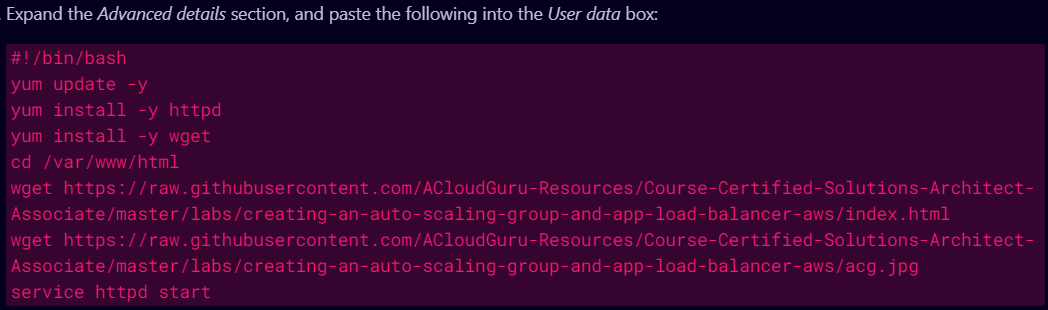 . Expand the Advanced details section, and paste the following into the User data box:
#!/bin/bash
yum update -y
yum install -y httpd
yum install -y wget
cd /var/www/html
wget https://raw.githubusercontent.com/ACloudGuru-Resources/Course-Certified-Solutions-Architect-
Associate/master/labs/creating-an-auto-scaling-group-and-app-load-balancer-aws/index.html
wget https://raw.githubusercontent.com/ACloudGuru-Resources/Course-Certified-Solutions-Architect-
Associate/master/labs/creating-an-auto-scaling-group-and-app-load-balancer-aws/acg.jpg
service httpd start